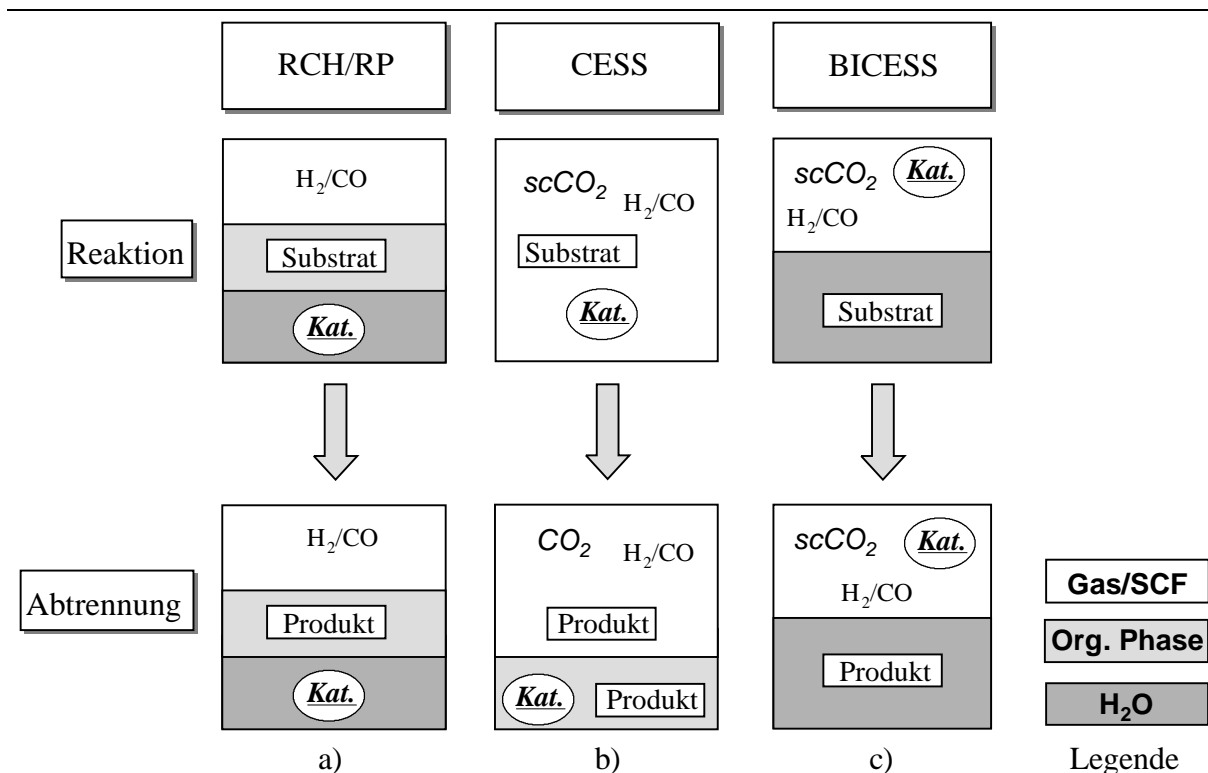 RCH/RP
CESS
BICESS
Reaktion
H₂/CO
Substrat
Kat.
scCO₂
H₂/CO
Substrat
Kat.
scCO₂
Kat.
H₂/CO
Substrat
Abtrennung
H₂/CO
Produkt
Kat.
CO₂
H₂/CO
Produkt
Kat.
Produkt
scCO₂
Kat.
H₂/CO
Produkt
Gas/SCF
Org. Phase
H₂O
a)
b)
c)
Legende